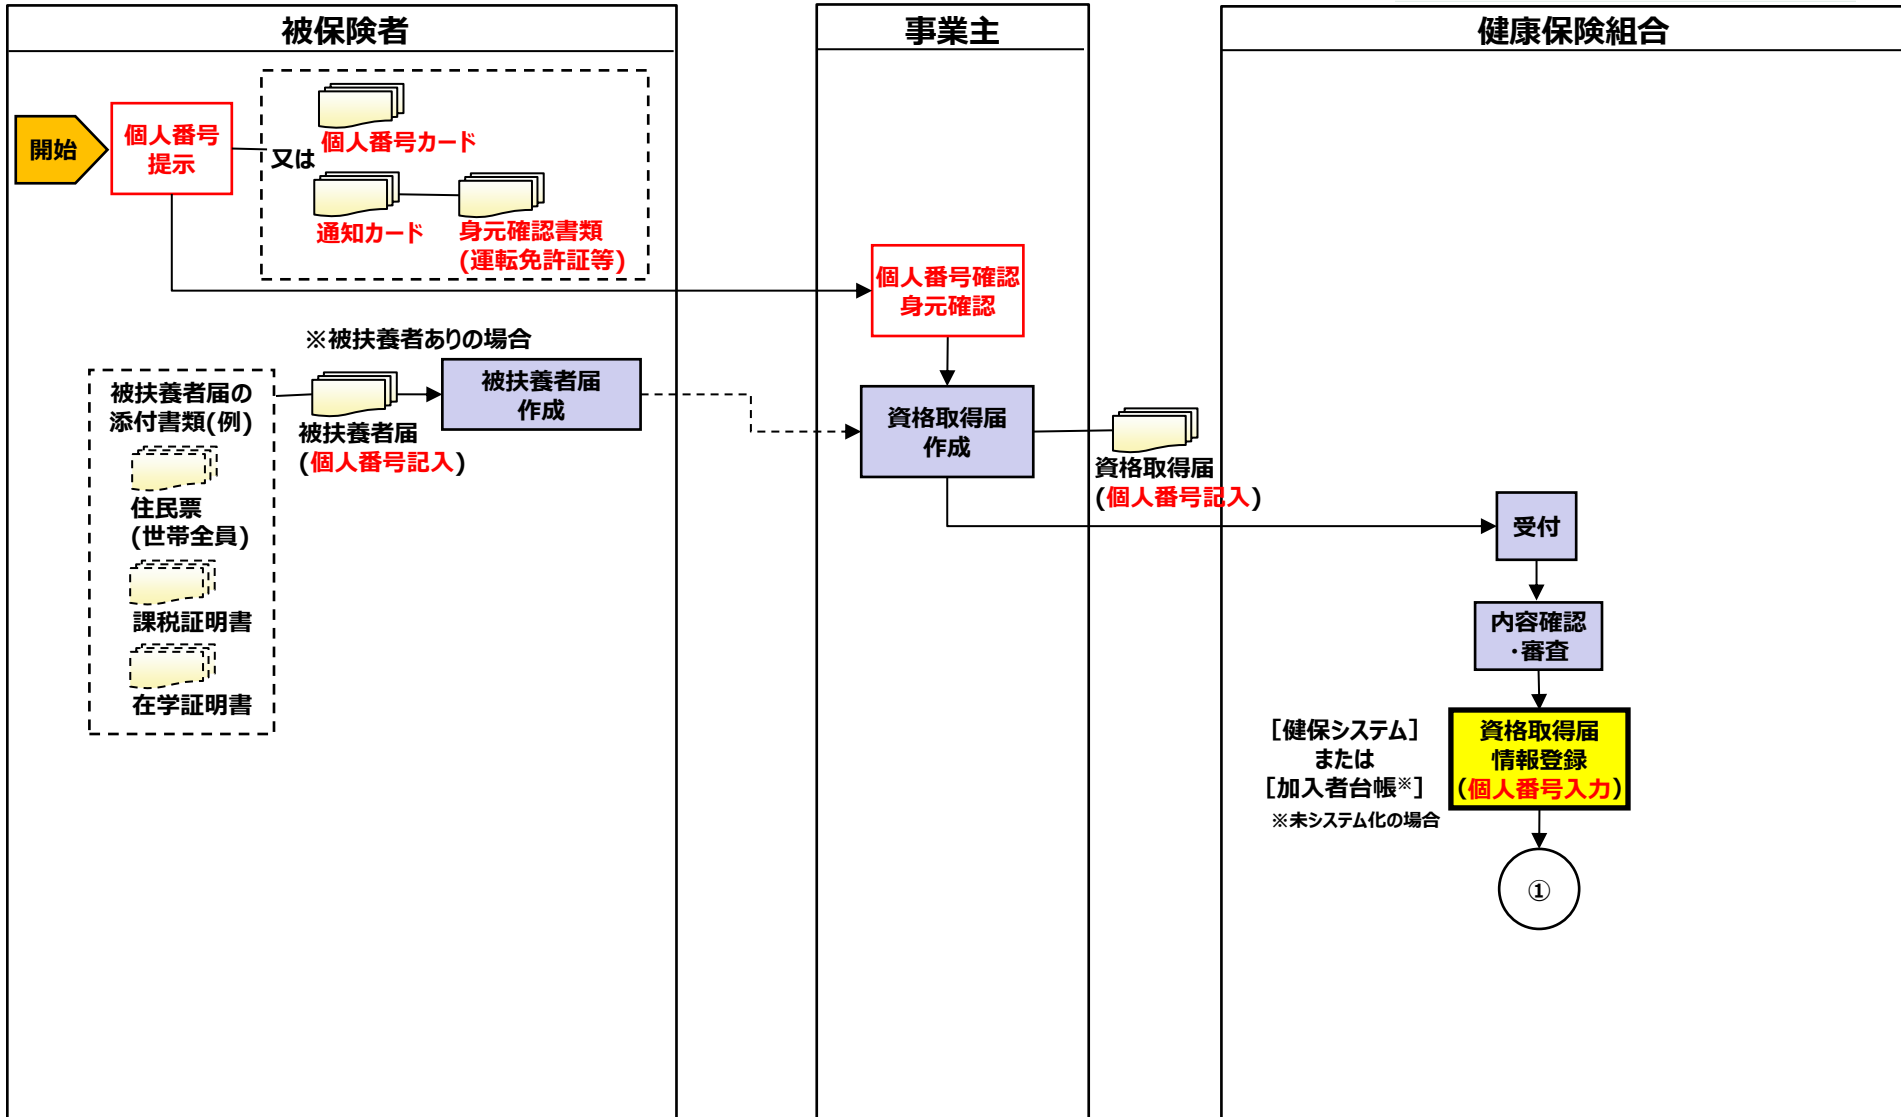 被保険者
事業主
健康保険組合
開始
個人番号
提示
又は
個人番号カード
通知カード
身元確認書類
(運転免許証等)
個人番号確認
身元確認
※被扶養者ありの場合
被扶養者届の
添付書類(例)
住民票
(世帯全員)
課税証明書
在学証明書
被扶養者届
(個人番号記入)
被扶養者届
作成
資格取得届
作成
資格取得届
(個人番号記入)
受付
内容確認
・審査
[健保システム]
または
[加入者台帳※]
※未システム化の場合
資格取得届
情報登録
(個人番号入力)
①